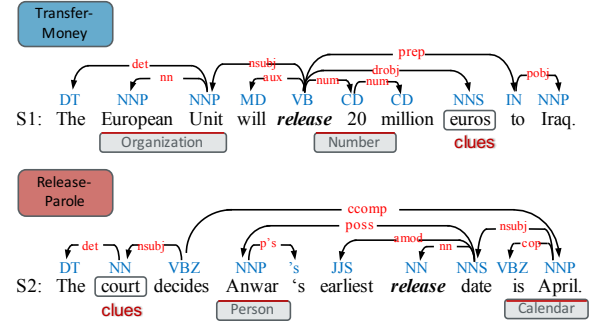 Transfer-
Money
det nn nsubj aux num num drobj prep pobj
DT NNP NNP MD VB CD CD NNS IN NNP
S1: The European Unit will release 20 million euros to Iraq.
Organization Number clues
Release-
Parole
ccomp
poss
det nsubj p's amod nn nsubj cop
DT NN VBZ NNP 's JJS NN NNS VBZ NNP
S2: The court decides Anwar 's earliest release date is April.
clues Person Calendar